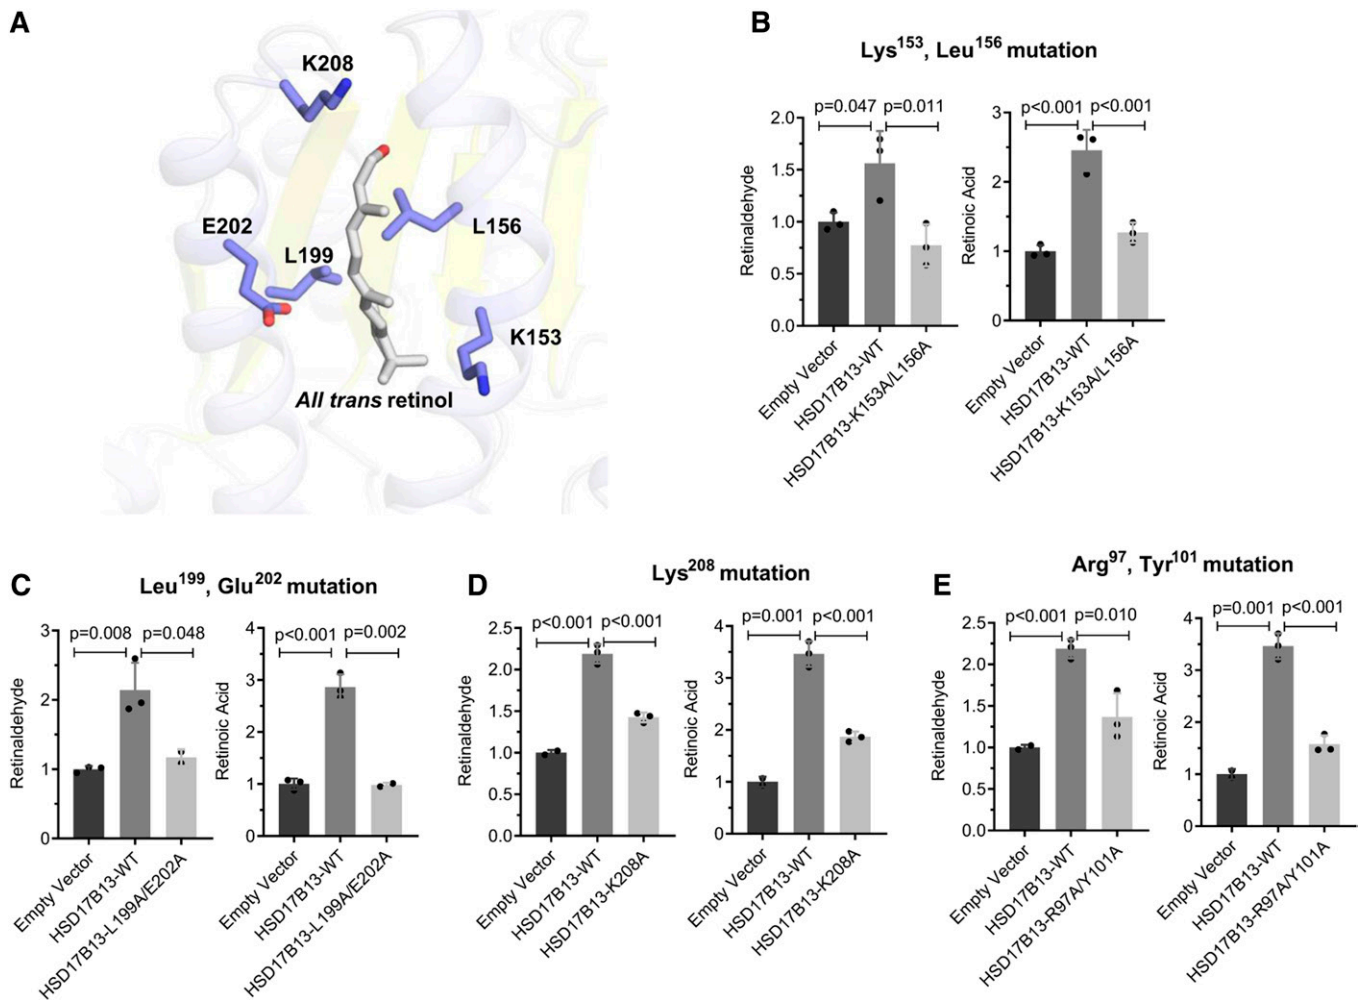 A
K208
E202
L199
L156
K153
All trans retinol
B
Lys153, Leu156 mutation
p=0.047 p=0.011
2.0
1.5
1.0
0.5
0.0
Retinaldehyde
Empty Vector
HSD17B13-WT
HSD17B13-K153A/L156A
p<0.001 p<0.001
3
2
1
0
Retinoic Acid
Empty Vector
HSD17B13-WT
HSD17B13-K153A/L156A
C
Leu199, Glu202 mutation
p=0.008 p=0.048
3
2
1
0
Retinaldehyde
Empty Vector
HSD17B13-WT
HSD17B13-L199A/E202A
p<0.001 p=0.002
4
3
2
1
0
Retinoic Acid
Empty Vector
HSD17B13-WT
HSD17B13-L199A/E202A
D
Lys208 mutation
p<0.001 p<0.001
2.5
2.0
1.5
1.0
0.5
0.0
Retinaldehyde
Empty Vector
HSD17B13-WT
HSD17B13-K208A
p=0.001 p<0.001
4
3
2
1
0
Retinoic Acid
Empty Vector
HSD17B13-WT
HSD17B13-K208A
E
Arg97, Tyr101 mutation
p<0.001 p=0.010
2.5
2.0
1.5
1.0
0.5
0.0
Retinaldehyde
Empty Vector
HSD17B13-WT
HSD17B13-R97A/Y101A
p=0.001 p<0.001
4
3
2
1
0
Retinoic Acid
Empty Vector
HSD17B13-WT
HSD17B13-R97A/Y101A